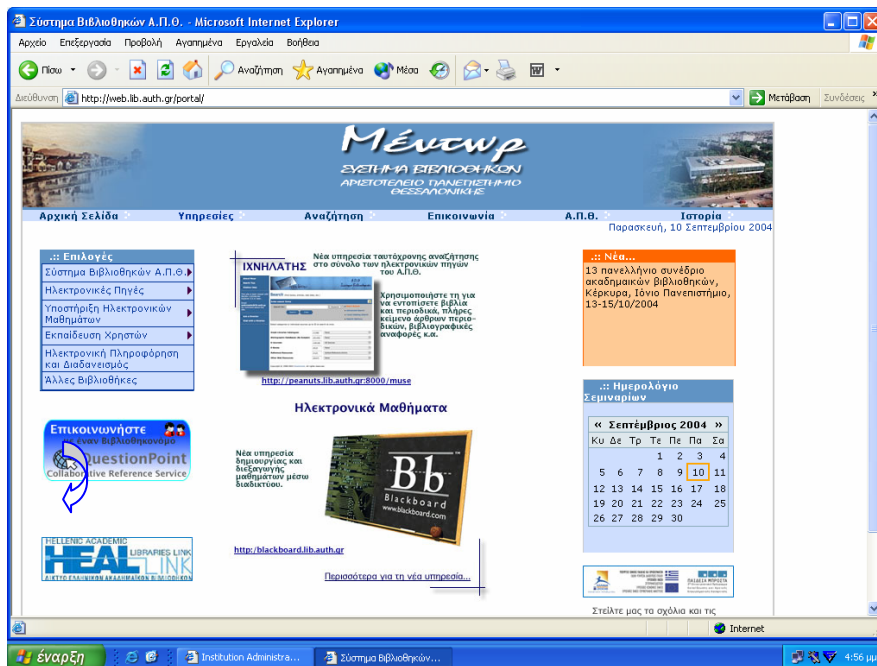 Σύστημα Βιβλιοθηκών Α.Π.Θ. - Microsoft Internet Explorer
Αρχείο Επεξεργασία Προβολή Αγαπημένα Εργαλεία Βοήθεια
Πίσω Αναζήτηση Αγαπημένα Μέσα
Διεύθυνση http://web.lib.auth.gr/portal/ Μετάβαση Συνδέσεις »
Μέντωρ
ΣΥΣΤΗΜΑ ΒΙΒΛΙΟΘΗΚΩΝ
ΑΡΙΣΤΟΤΕΛΕΙΟ ΠΑΝΕΠΙΣΤΗΜΙΟ
ΘΕΣΣΑΛΟΝΙΚΗΣ
Αρχική Σελίδα Υπηρεσίες Αναζήτηση Επικοινωνία Α.Π.Θ. Ιστορία
Παρασκευή, 10 Σεπτεμβρίου 2004
.:: Επιλογές
Σύστημα Βιβλιοθηκών Α.Π.Θ.
Ηλεκτρονικές Πηγές
Υποστήριξη Ηλεκτρονικών
Μαθημάτων
Εκπαίδευση Χρηστών
Ηλεκτρονική Πληροφόρηση
και Διαδανεισμός
Άλλες Βιβλιοθήκες
Επικοινωνήστε
με έναν Βιβλιοθηκονόμο
QuestionPoint
Collaborative Reference Service
HELLENIC ACADEMIC
HEAL LIBRARIES LINK
LINK
ΔΙΚΤΥΟ ΕΛΛΗΝΙΚΩΝ ΑΚΑΔΗΜΑΪΚΩΝ ΒΙΒΛΙΟΘΗΚΩΝ
ΙΧΝΗΛΑΤΗΣ
Νέα υπηρεσία ταυτόχρονης αναζήτησης
στο σύνολο των ηλεκτρονικών πηγών
του Α.Π.Θ.
Search
Χρησιμοποιήστε τη για
να εντοπίσετε βιβλία
και περιοδικά, πλήρες
κείμενο άρθρων περιο-
δικών, βιβλιογραφικές
αναφορές κ.α.
http://peanuts.lib.auth.gr:8000/muse
Ηλεκτρονικά Μαθήματα
Νέα υπηρεσία
δημιουργίας και
διεξαγωγής
μαθημάτων μέσω
διαδικτύου.
Bb
Blackboard
www.blackboard.com
http://blackboard.lib.auth.gr
Περισσότερα για τη νέα υπηρεσία...
.:: Νέα...
13 πανελλήνιο συνέδριο
ακαδημαικών βιβλιοθηκών,
Κέρκυρα, Ιόνιο Πανεπιστήμιο,
13-15/10/2004
.:: Ημερολόγιο
Σεμιναρίων
« Σεπτέμβριος 2004 »
Κυ Δε Τρ Τε Πε Πα Σα
1 2 3 4
5 6 7 8 9 10 11
12 13 14 15 16 17 18
19 20 21 22 23 24 25
26 27 28 29 30
Στείλτε μας τα σχόλια και τις
Internet
έναρξη Institution Administra... Σύστημα Βιβλιοθηκών... 4:56 μμ